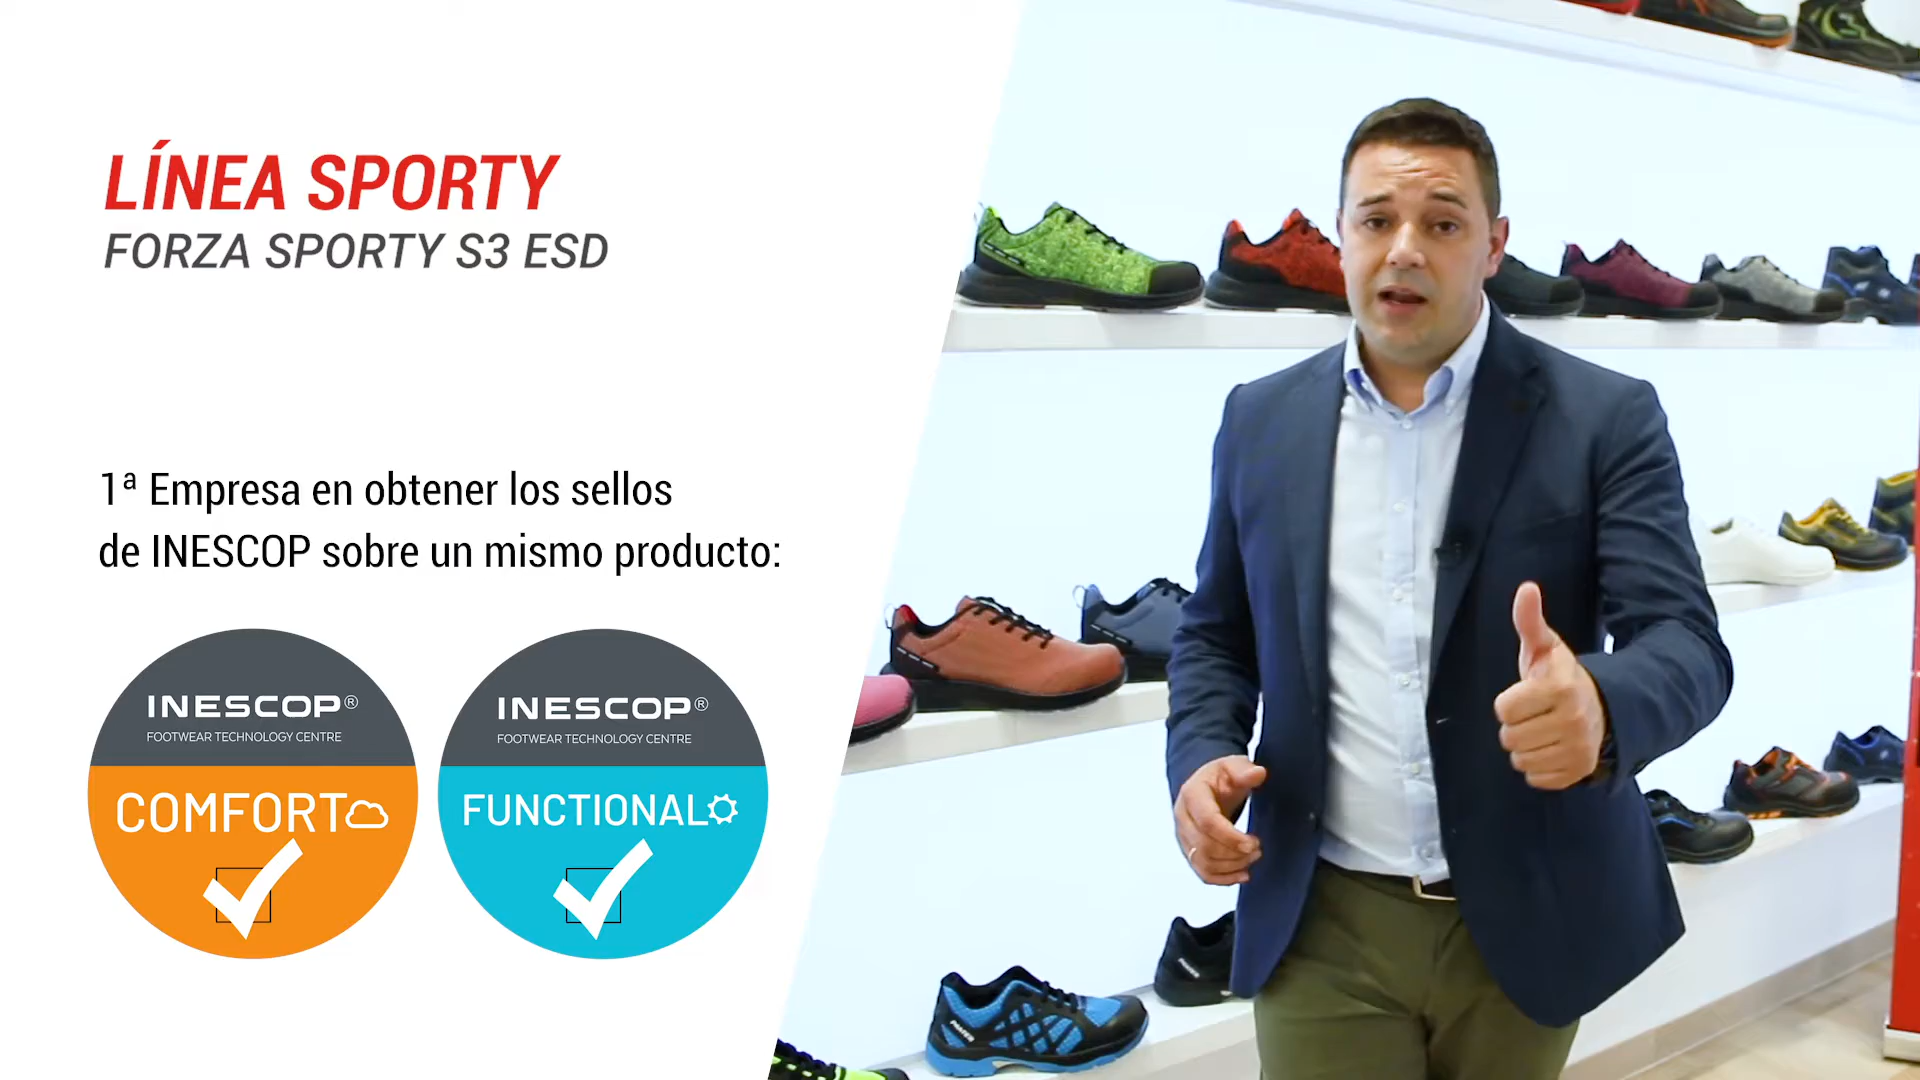 LÍNEA SPORTY
FORZA SPORTY S3 ESD
1ª Empresa en obtener los sellos
de INESCOP sobre un mismo producto:
INESCOP®
FOOTWEAR TECHNOLOGY CENTRE
COMFORT
INESCOP®
FOOTWEAR TECHNOLOGY CENTRE
FUNCTIONAL